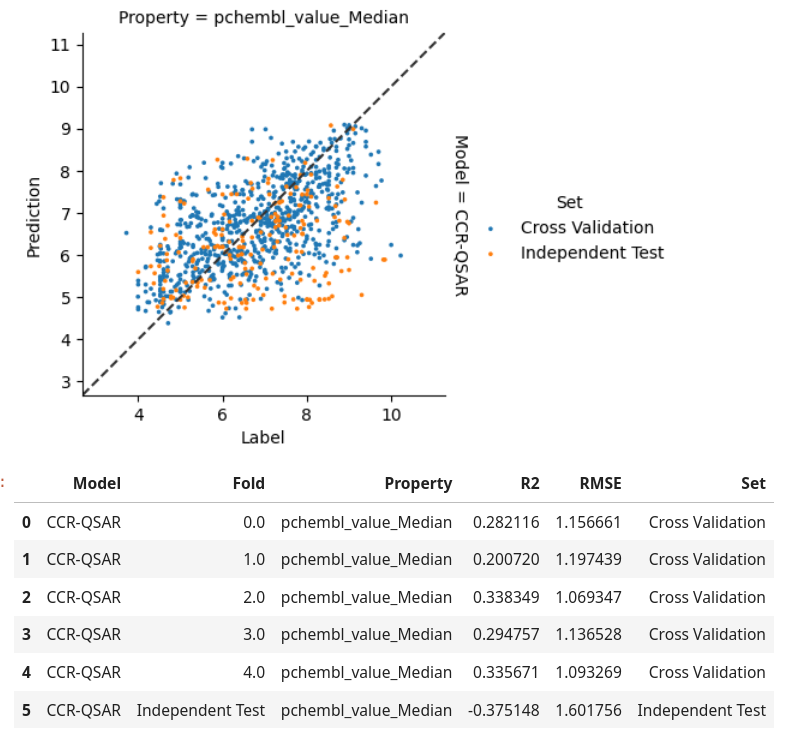 Property = pchembl_value_Median
11
10
9
8
7
6
5
4
3
Prediction
4 6 8 10
Label
Model = CCR-QSAR
Set
Cross Validation
Independent Test
:
Model Fold Property R2 RMSE Set
0 CCR-QSAR 0.0 pchembl_value_Median 0.282116 1.156661 Cross Validation
1 CCR-QSAR 1.0 pchembl_value_Median 0.200720 1.197439 Cross Validation
2 CCR-QSAR 2.0 pchembl_value_Median 0.338349 1.069347 Cross Validation
3 CCR-QSAR 3.0 pchembl_value_Median 0.294757 1.136528 Cross Validation
4 CCR-QSAR 4.0 pchembl_value_Median 0.335671 1.093269 Cross Validation
5 CCR-QSAR Independent Test pchembl_value_Median -0.375148 1.601756 Independent Test